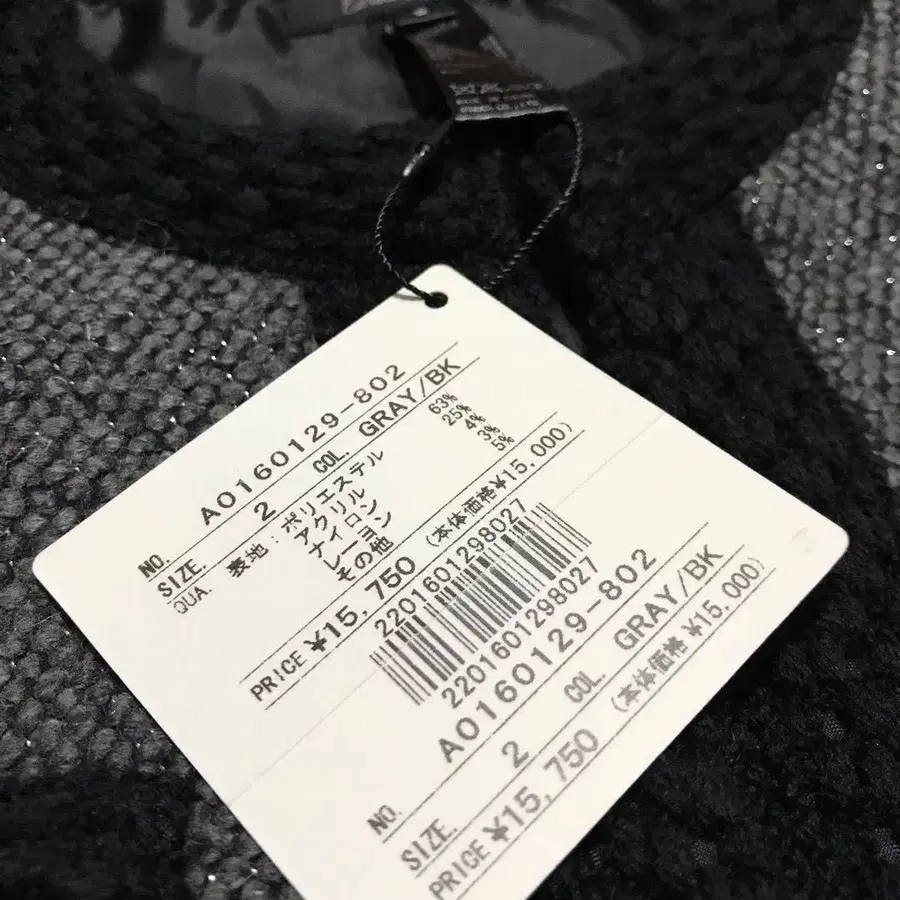 NO. A0160129-802
SIZE. 2 COL. GRAY/BK
QUA. 表地:ポリエステル 63%
アクリル 25%
ナイロン 4%
レーヨン 3%
その他 5%
PRICE ¥15,750 (本体価格¥15,000)
2201601298027
2201601298027
NO. A0160129-802
SIZE. 2 COL. GRAY/BK
PRICE ¥15,750 (本体価格¥15,000)